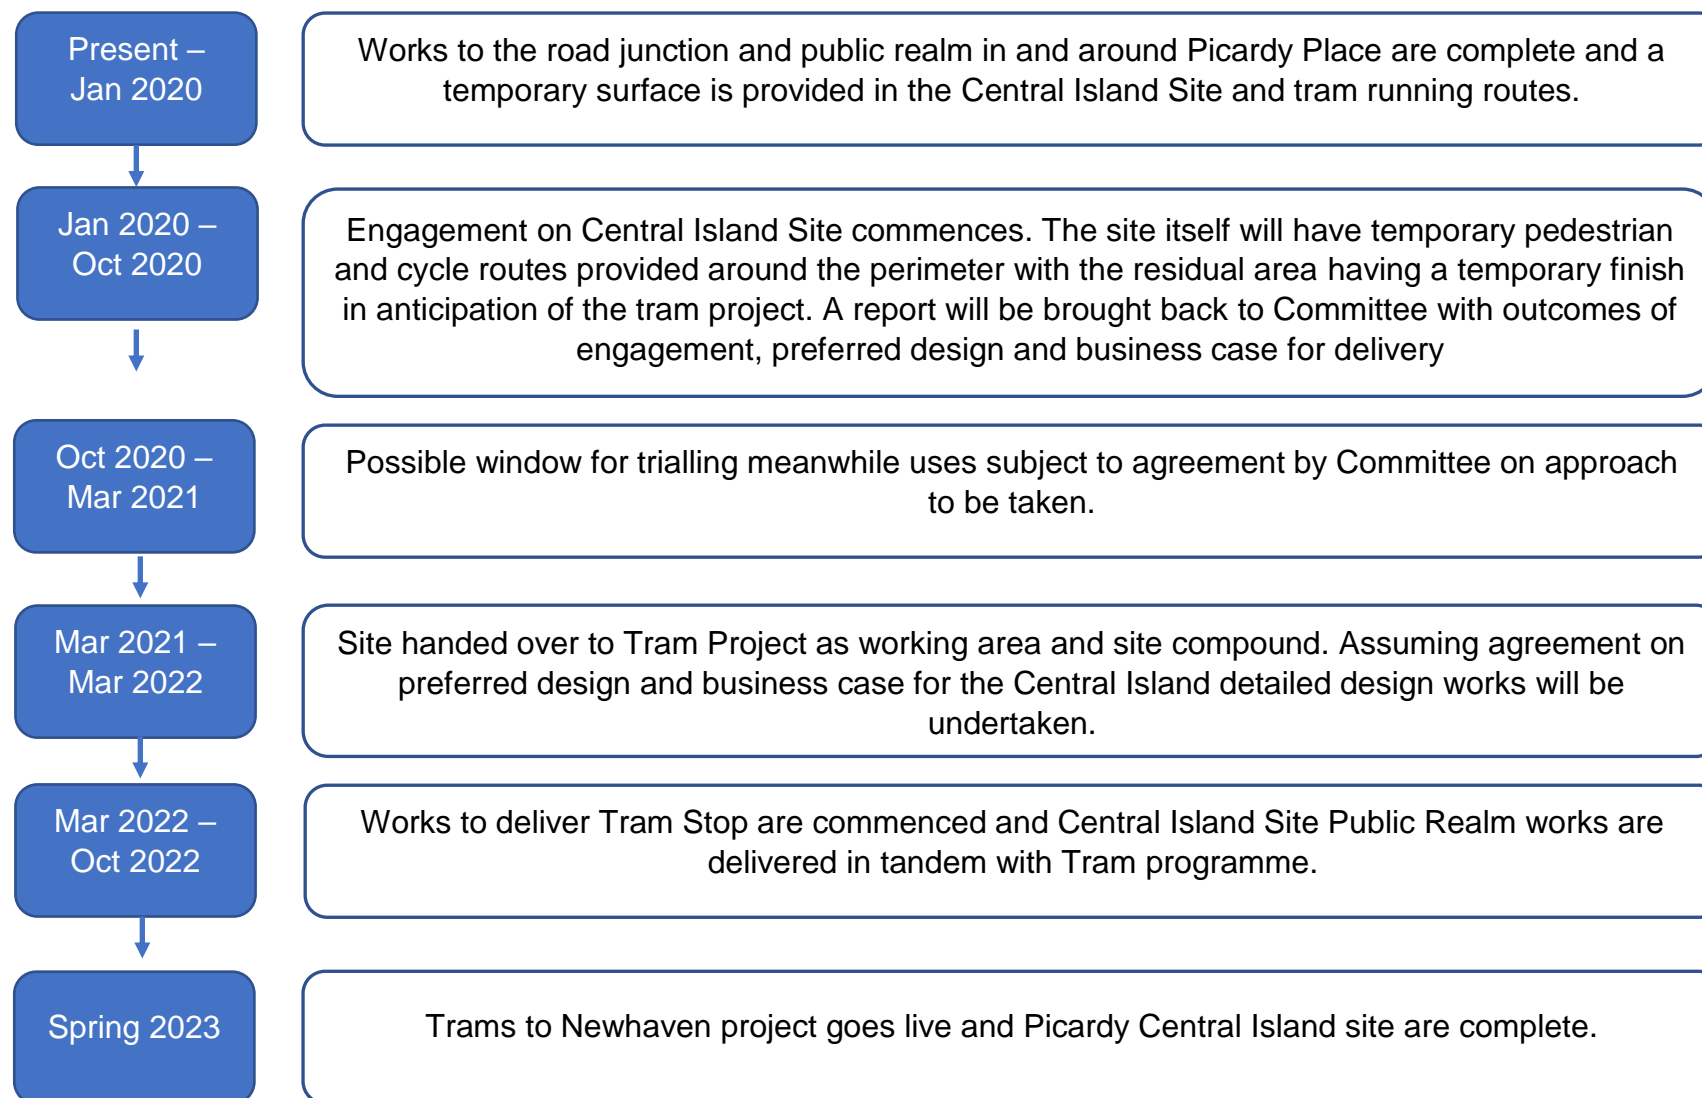 Present –
Jan 2020
Works to the road junction and public realm in and around Picardy Place are complete and a
temporary surface is provided in the Central Island Site and tram running routes.
Jan 2020 –
Oct 2020
Engagement on Central Island Site commences. The site itself will have temporary pedestrian
and cycle routes provided around the perimeter with the residual area having a temporary finish
in anticipation of the tram project. A report will be brought back to Committee with outcomes of
engagement, preferred design and business case for delivery
Oct 2020 –
Mar 2021
Possible window for trialling meanwhile uses subject to agreement by Committee on approach
to be taken.
Mar 2021 –
Mar 2022
Site handed over to Tram Project as working area and site compound. Assuming agreement on
preferred design and business case for the Central Island detailed design works will be
undertaken.
Mar 2022 –
Oct 2022
Works to deliver Tram Stop are commenced and Central Island Site Public Realm works are
delivered in tandem with Tram programme.
Spring 2023
Trams to Newhaven project goes live and Picardy Central Island site are complete.